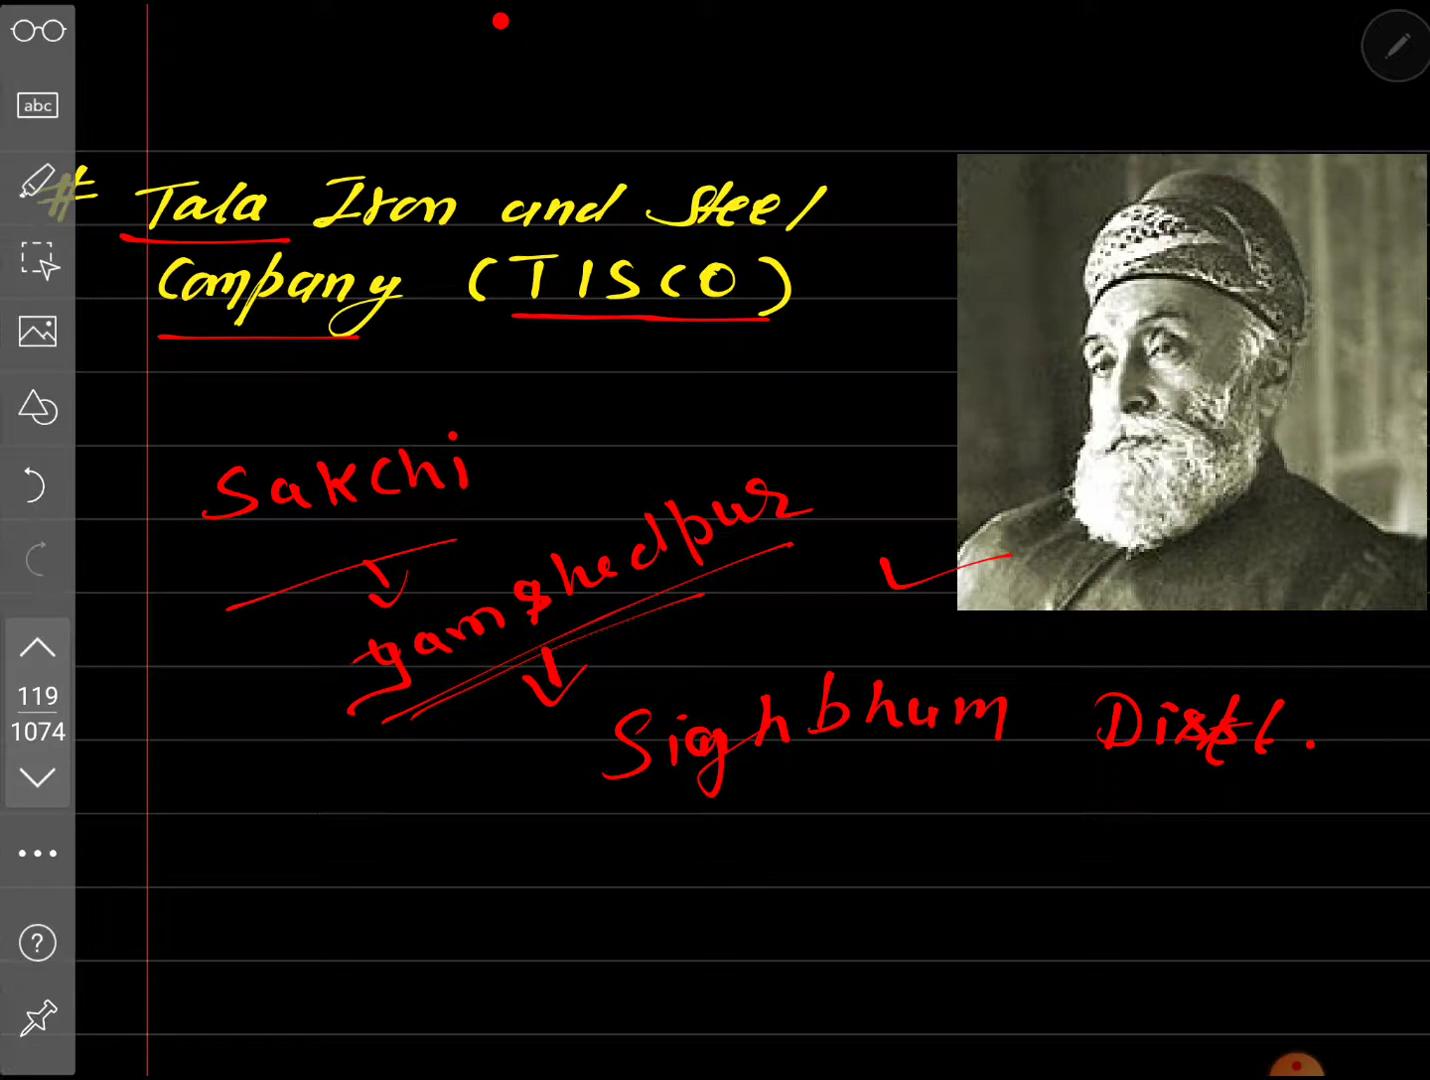 abc
# Tata Iron and Steel
Company (TISCO)
Sakchi
Jamshedpur
Sighbhum Distt.
119
1074
?